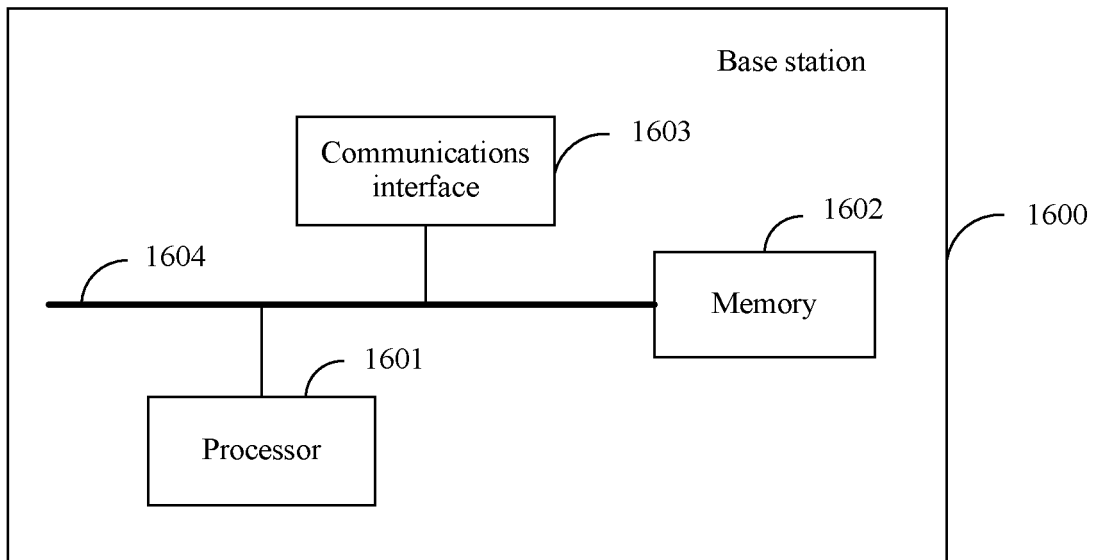 Base station
Communications
interface
1603
1602
1600
1604
Memory
1601
Processor